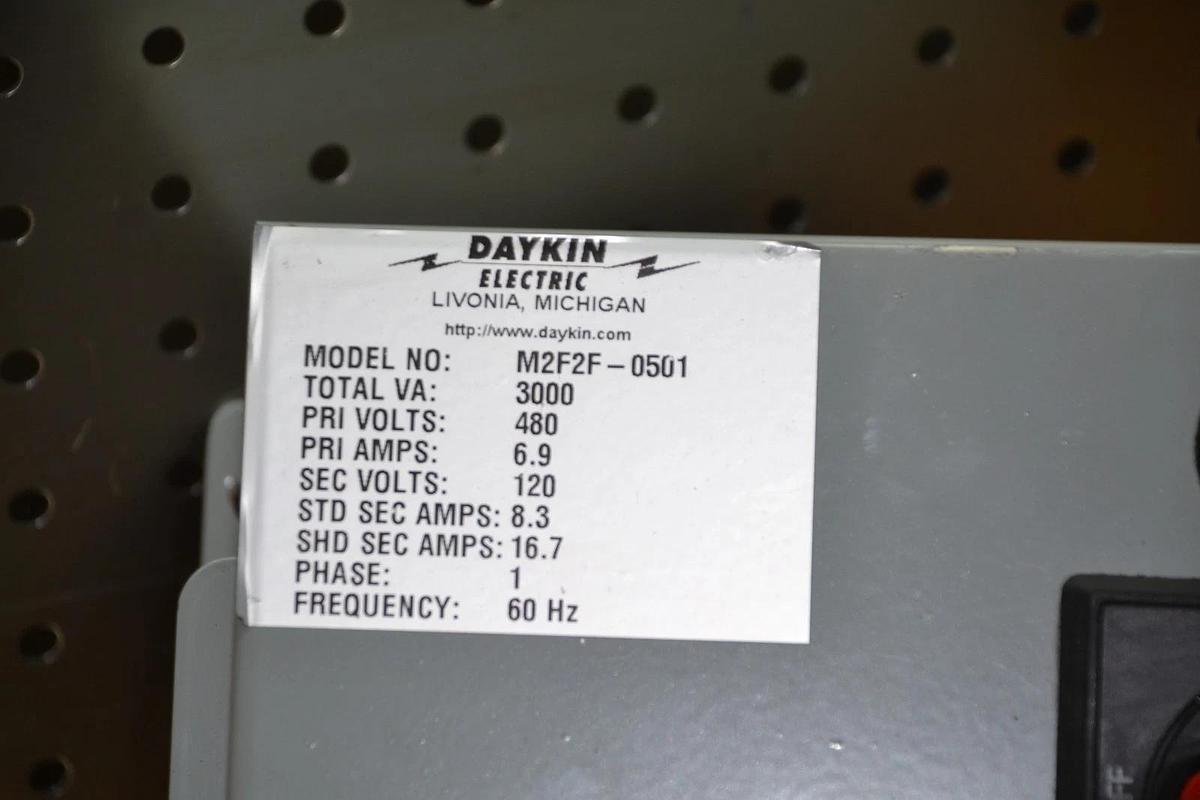 DAYKIN
ELECTRIC
LIVONIA, MICHIGAN
http://www.daykin.com
MODEL NO: M2F2F-0501
TOTAL VA: 3000
PRI VOLTS: 480
PRI AMPS: 6.9
SEC VOLTS: 120
STD SEC AMPS: 8.3
SHD SEC AMPS: 16.7
PHASE: 1
FREQUENCY: 60 Hz